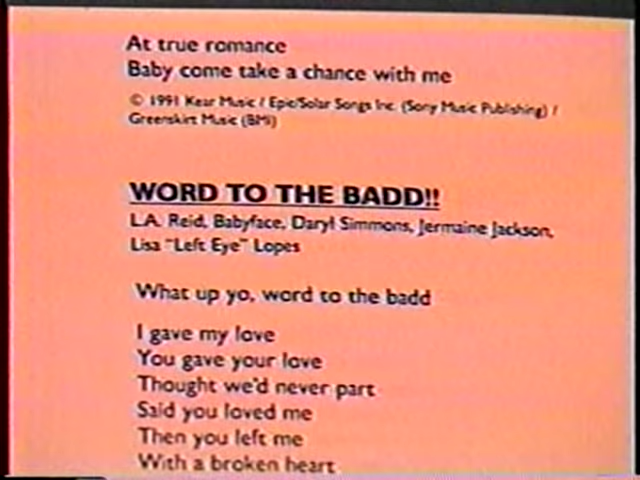 At true romance
Baby come take a chance with me
© 1991 Kear Music / Epic/Solar Songs Inc. (Sony Music Publishing) /
Greenskirt Music (BMI)
WORD TO THE BADD!!
L.A. Reid, Babyface, Daryl Simmons, Jermaine Jackson,
Lisa "Left Eye" Lopes
What up yo, word to the badd
I gave my love
You gave your love
Thought we'd never part
Said you loved me
Then you left me
With a broken heart